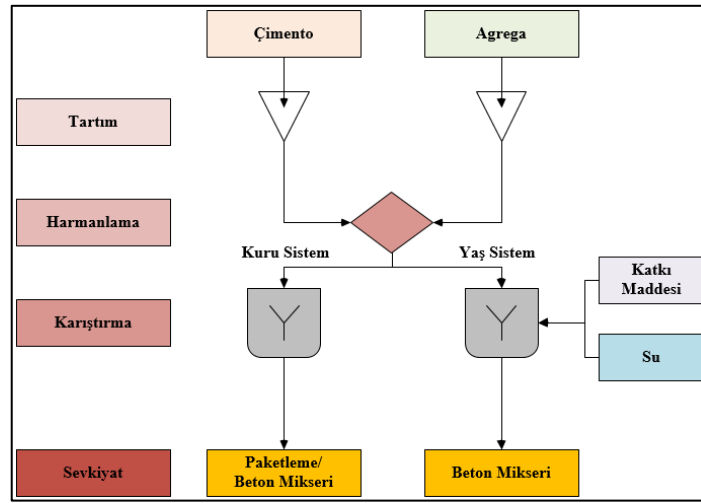 Çimento
Agrega
Tartım
Harmanlama
Kuru Sistem
Yaş Sistem
Katkı
Maddesi
Karıştırma
Su
Sevkiyat
Paketleme/
Beton Mikseri
Beton Mikseri